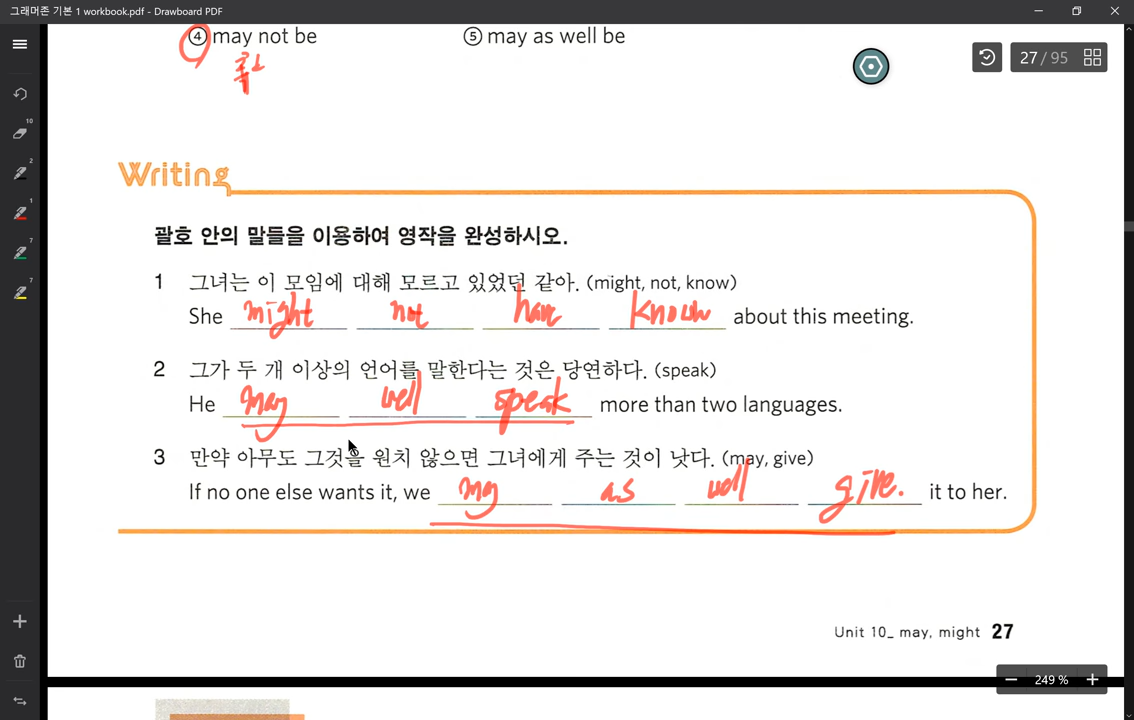 그래머존 기본 1 workbook.pdf - Drawboard PDF
④ may not be ⑤ may as well be
27 / 95
10
2
1
7
7
Writing
괄호 안의 말들을 이용하여 영작을 완성하시오.
1 그녀는 이 모임에 대해 모르고 있었던 같아. (might, not, know)
She might not have known about this meeting.
2 그가 두 개 이상의 언어를 말한다는 것은 당연하다. (speak)
He may well speak more than two languages.
3 만약 아무도 그것을 원치 않으면 그녀에게 주는 것이 낫다. (may, give)
If no one else wants it, we may as well give. it to her.
Unit 10_ may, might 27
249 %